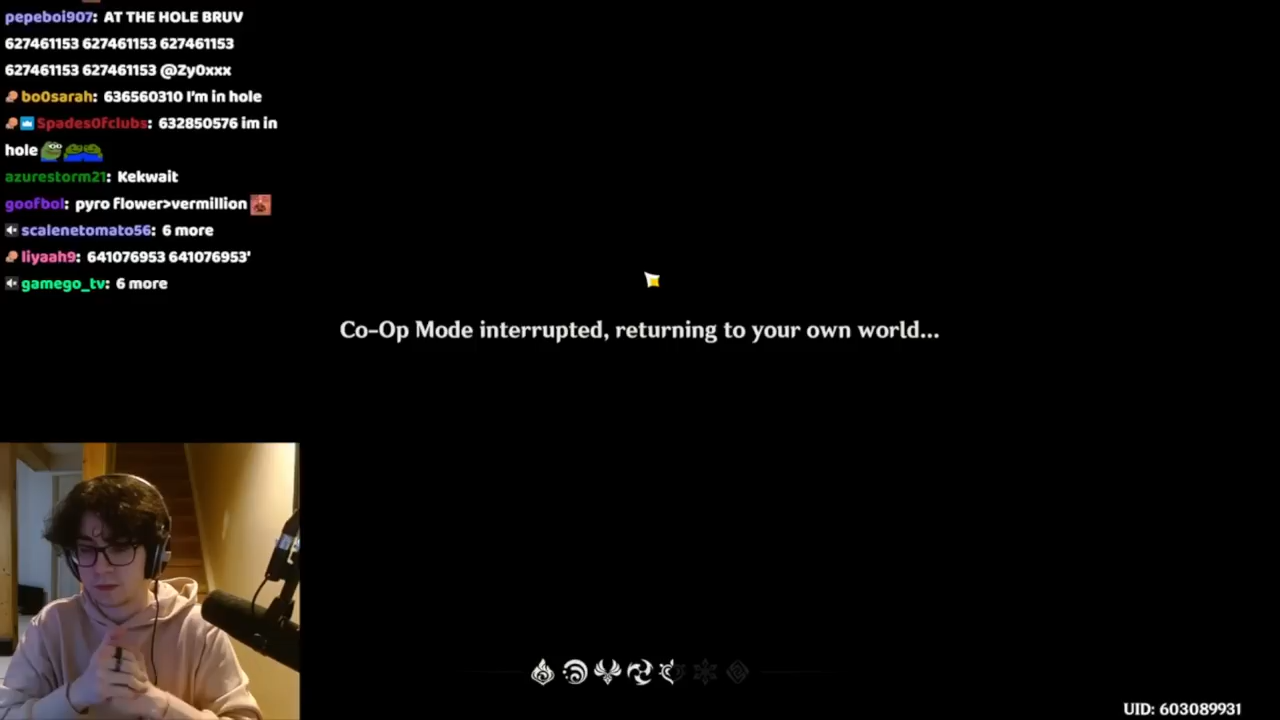 pepeboi907: AT THE HOLE BRUV
627461153 627461153 627461153
627461153 627461153 @Zy0xxx
bo0sarah: 636560310 I'm in hole
Spades0fclubs: 632850576 im in
hole
azurestorm21: Kekwait
goofbol: pyro flower>vermillion
scalenetomato56: 6 more
liyaah9: 641076953 641076953'
gamego_tv: 6 more
Co-Op Mode interrupted, returning to your own world...
UID: 603089931